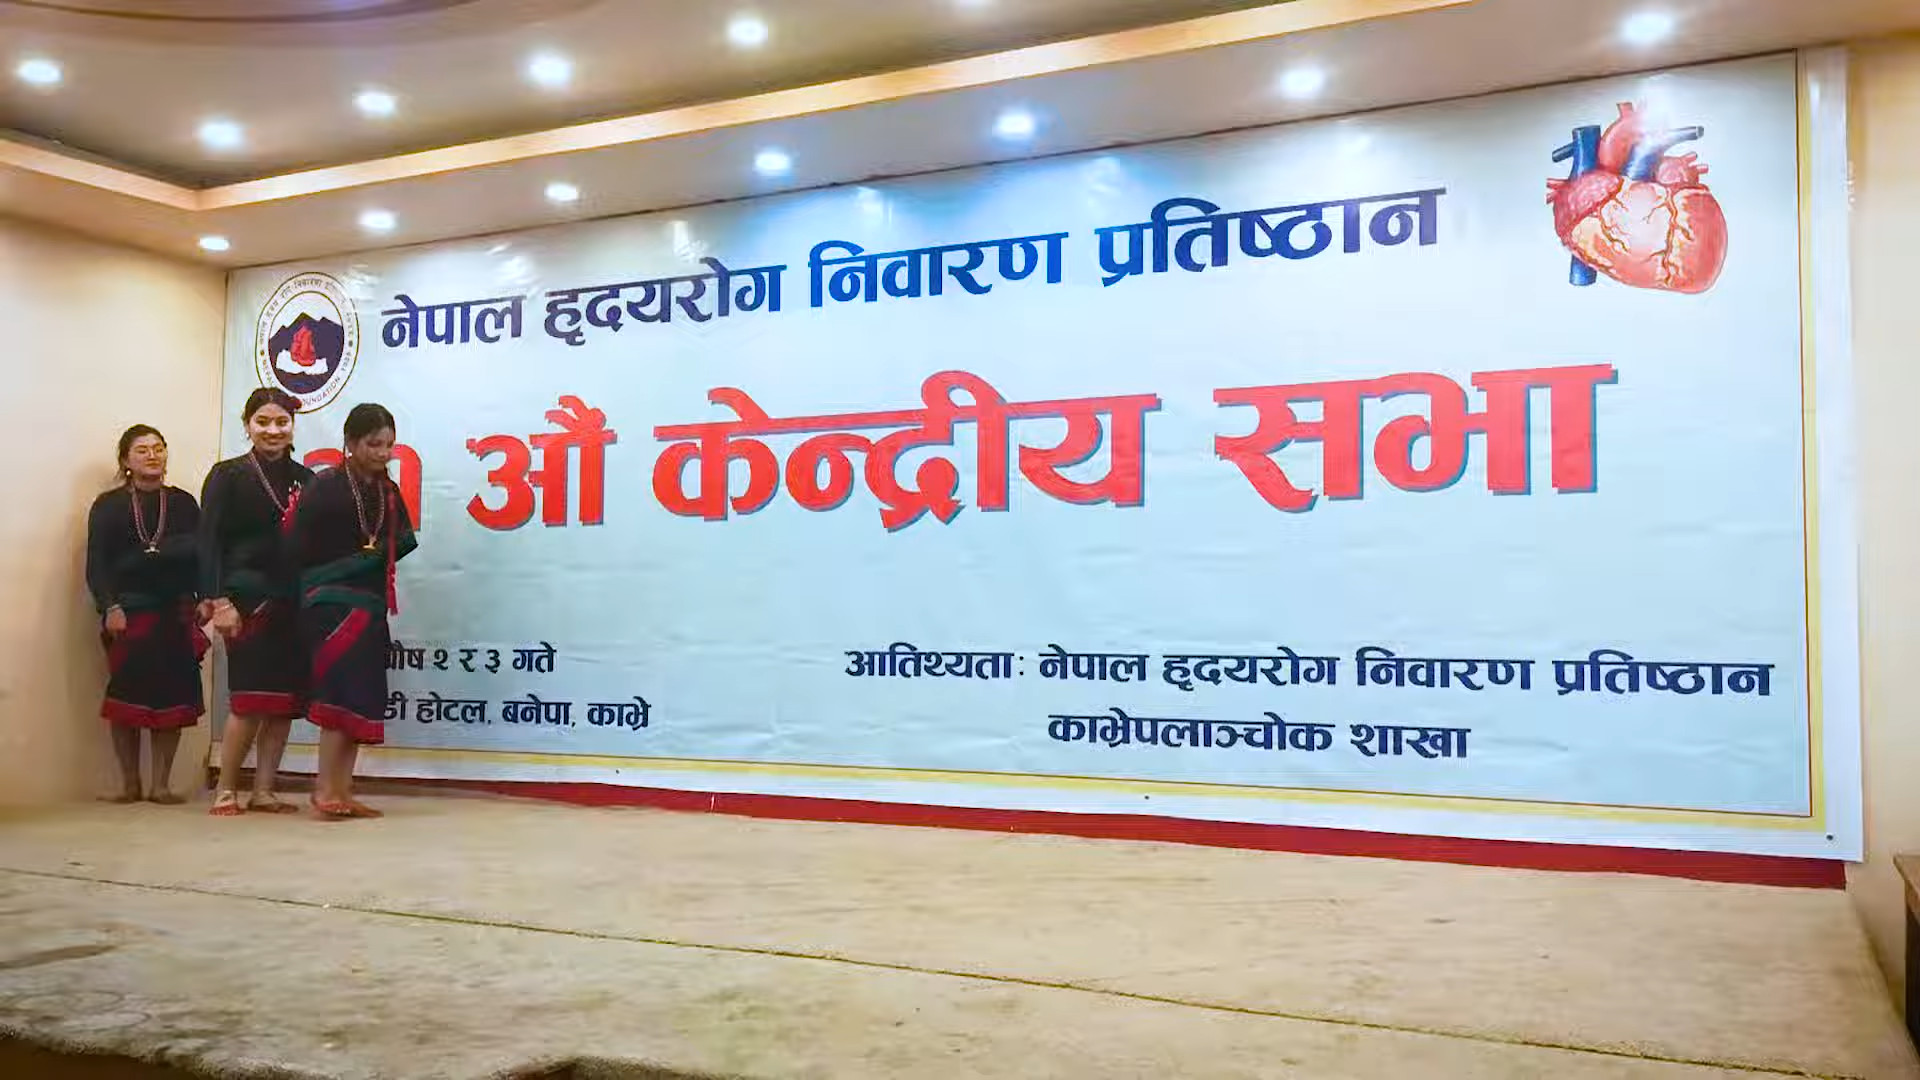 नेपाल हृदयरोग निवारण प्रतिष्ठान
औं केन्द्रीय सभा
२ र ३ गते
होटल, बनेपा, काभ्रे
आतिथ्यता: नेपाल हृदयरोग निवारण प्रतिष्ठान
काभ्रेपलाञ्चोक शाखा